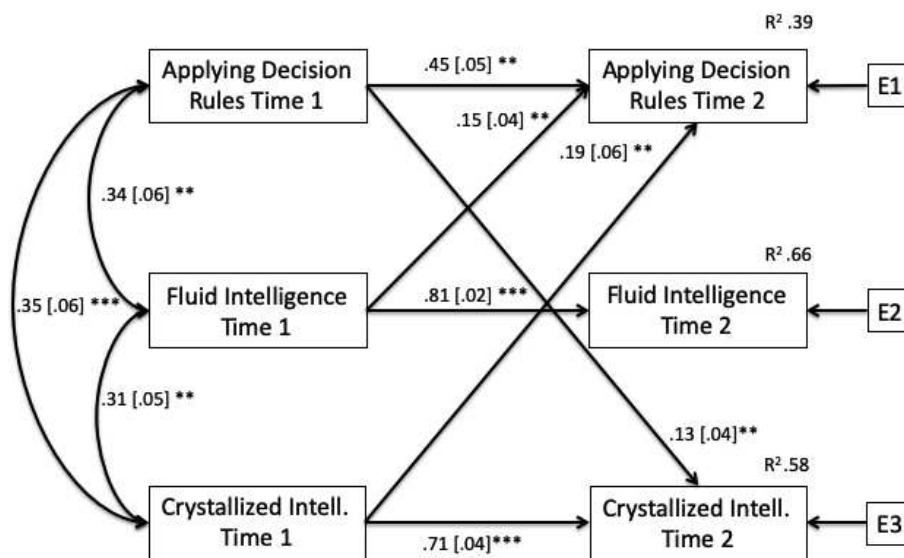 R² .39
Applying Decision
Rules Time 1
.45 [.05] **
Applying Decision
Rules Time 2
E1
.15 [.04] **
.19 [.06] **
.34 [.06] **
R² .66
.35 [.06] ***
Fluid Intelligence
Time 1
.81 [.02] ***
Fluid Intelligence
Time 2
E2
.31 [.05] **
.13 [.04]**
R² .58
Crystallized Intell.
Time 1
.71 [.04]***
Crystallized Intell.
Time 2
E3